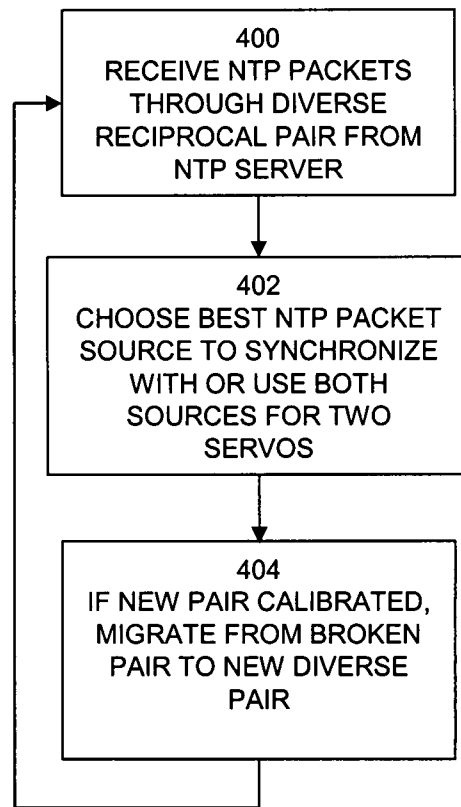 400
RECEIVE NTP PACKETS
THROUGH DIVERSE
RECIPROCAL PAIR FROM
NTP SERVER
402
CHOOSE BEST NTP PACKET
SOURCE TO SYNCHRONIZE
WITH OR USE BOTH
SOURCES FOR TWO
SERVOS
404
IF NEW PAIR CALIBRATED,
MIGRATE FROM BROKEN
PAIR TO NEW DIVERSE
PAIR